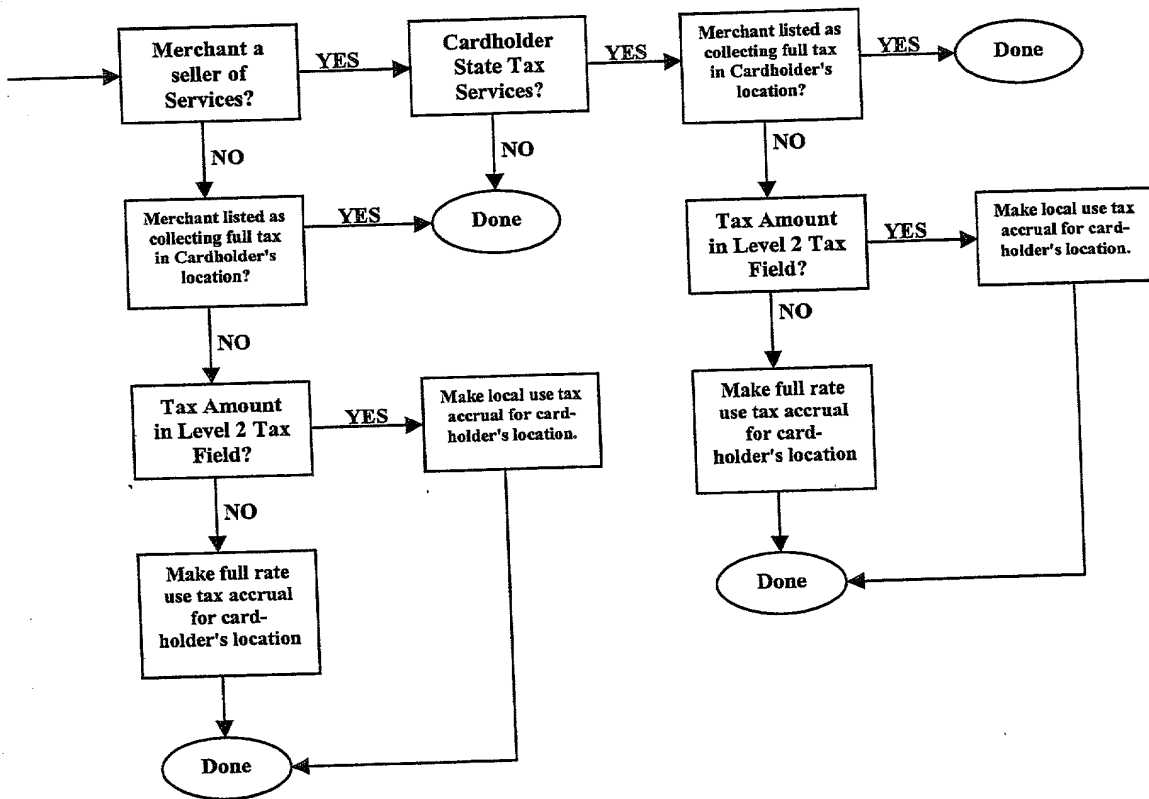 Merchant a
seller of
Services?
YES
Cardholder
State Tax
Services?
YES
Merchant listed as
collecting full tax
in Cardholder's
location?
YES
Done
NO
NO
NO
Merchant listed as
collecting full tax
in Cardholder's
location?
YES
Done
Tax Amount
in Level 2 Tax
Field?
YES
Make local use tax
accrual for card-
holder's location.
NO
NO
Tax Amount
in Level 2 Tax
Field?
YES
Make local use tax
accrual for card-
holder's location.
Make full rate
use tax accrual
for card-
holder's location
NO
Make full rate
use tax accrual
for card-
holder's location
Done
Done